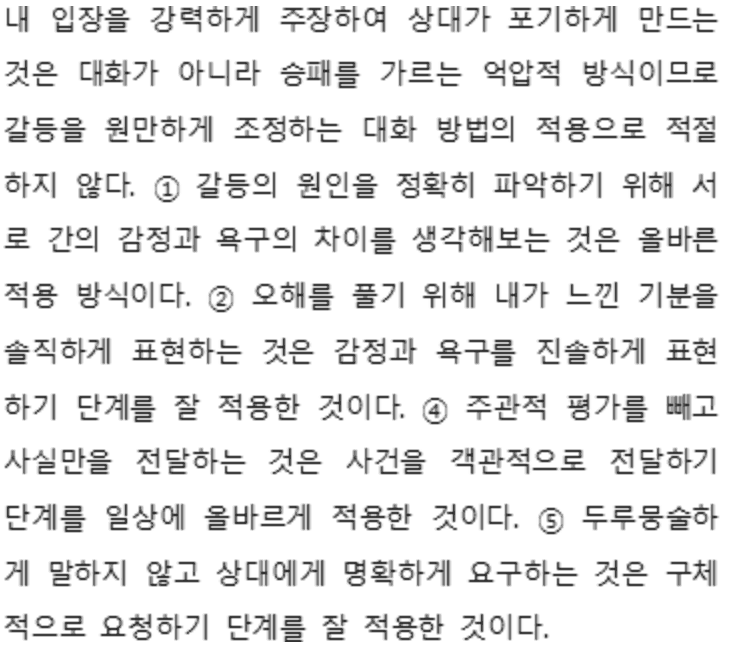 내 입장을 강력하게 주장하여 상대가 포기하게 만드는
것은 대화가 아니라 승패를 가르는 억압적 방식이므로
갈등을 원만하게 조정하는 대화 방법의 적용으로 적절
하지 않다. ① 갈등의 원인을 정확히 파악하기 위해 서
로 간의 감정과 욕구의 차이를 생각해보는 것은 올바른
적용 방식이다. ② 오해를 풀기 위해 내가 느낀 기분을
솔직하게 표현하는 것은 감정과 욕구를 진솔하게 표현
하기 단계를 잘 적용한 것이다. ④ 주관적 평가를 빼고
사실만을 전달하는 것은 사건을 객관적으로 전달하기
단계를 일상에 올바르게 적용한 것이다. ⑤ 두루뭉술하
게 말하지 않고 상대에게 명확하게 요구하는 것은 구체
적으로 요청하기 단계를 잘 적용한 것이다.